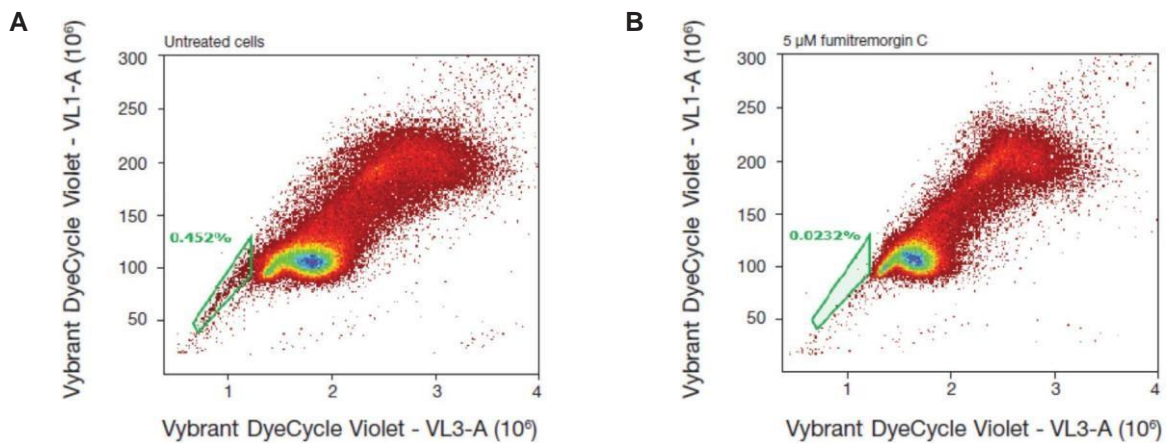 A
Untreated cells
Vybrant DyeCycle Violet - VL1-A (10⁶)
300
250
200
150
100
50
0.452%
1
2
3
4
Vybrant DyeCycle Violet - VL3-A (10⁶)
B
5 µM fumitremorgin C
Vybrant DyeCycle Violet - VL1-A (10⁶)
300
250
200
150
100
50
0.0232%
1
2
3
4
Vybrant DyeCycle Violet - VL3-A (10⁶)